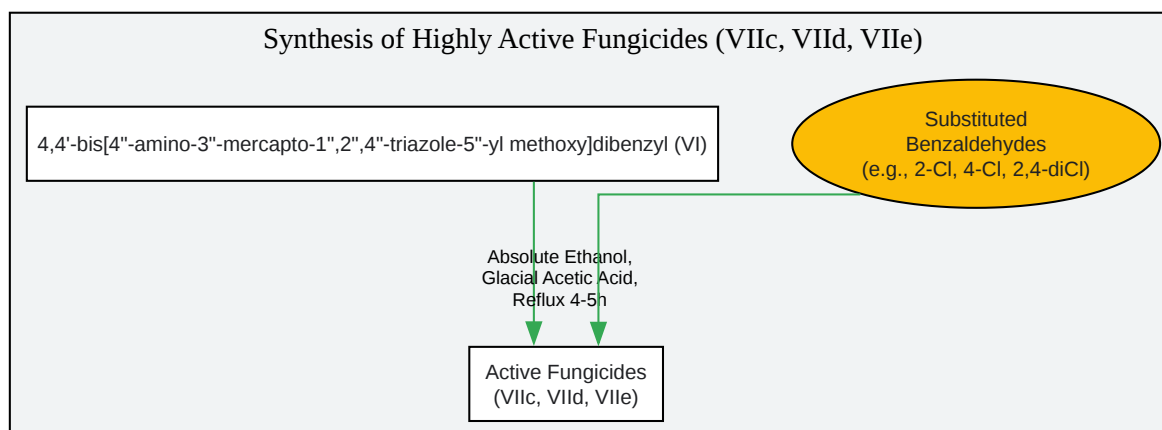 Synthesis of Highly Active Fungicides (VIIc, VIId, VIIe)
4,4'-bis[4"-amino-3"-mercapto-1",2",4"-triazole-5"-yl methoxy]dibenzyl (VI)
Substituted
Benzaldehydes
(e.g., 2-Cl, 4-Cl, 2,4-diCl)
Absolute Ethanol,
Glacial Acetic Acid,
Reflux 4-5h
Active Fungicides
(VIIc, VIId, VIIe)